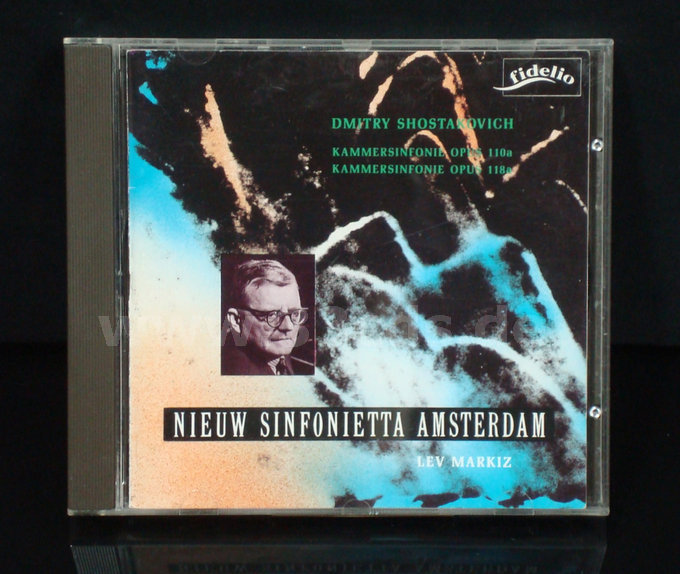 fidelio
DMITRY SHOSTAKOVICH
KAMMERSINFONIE OPUS 110a
KAMMERSINFONIE OPUS 118a
NIEUW SINFONIETTA AMSTERDAM
LEV MARKIZ